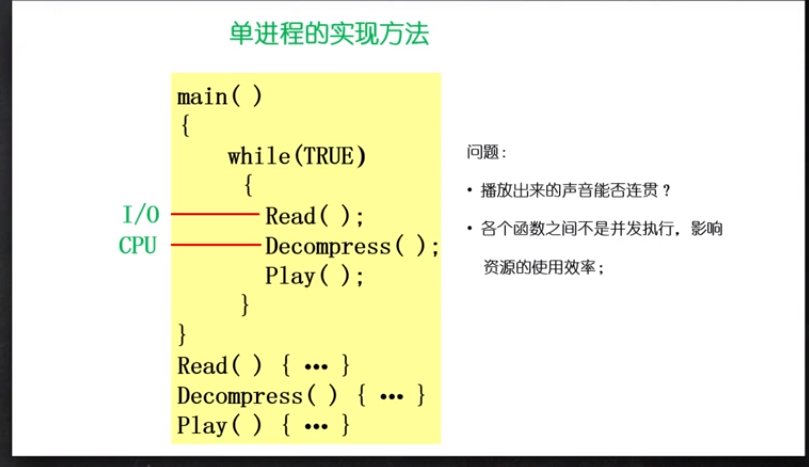 单进程的实现方法
main( )
{
while(TRUE)
{
I/O
Read( );
CPU
Decompress( );
Play( );
}
}
Read( ) { ••• }
Decompress( ) { ••• }
Play( ) { ••• }
问题:
• 播放出来的声音能否连贯?
• 各个函数之间不是并发执行，影响
资源的使用效率;